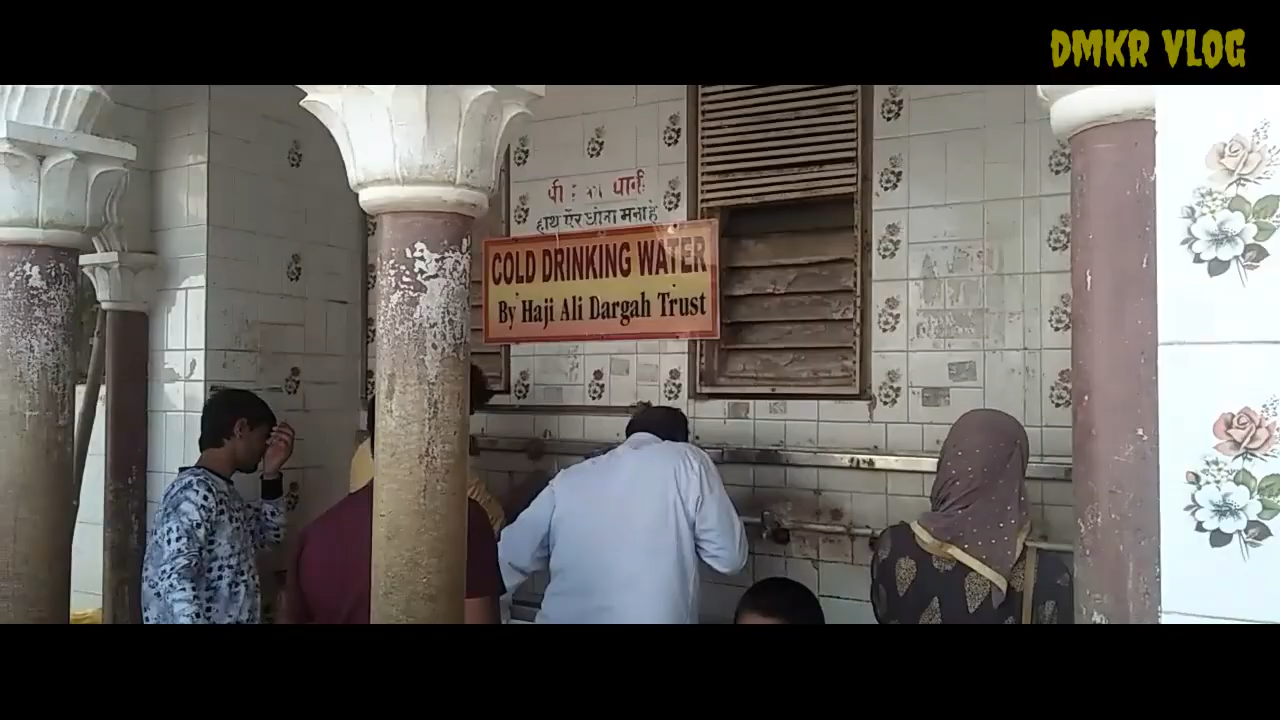 DMKR VLOG
पानी
हाथ पैर धोना मना है
COLD DRINKING WATER
By Haji Ali Dargah Trust